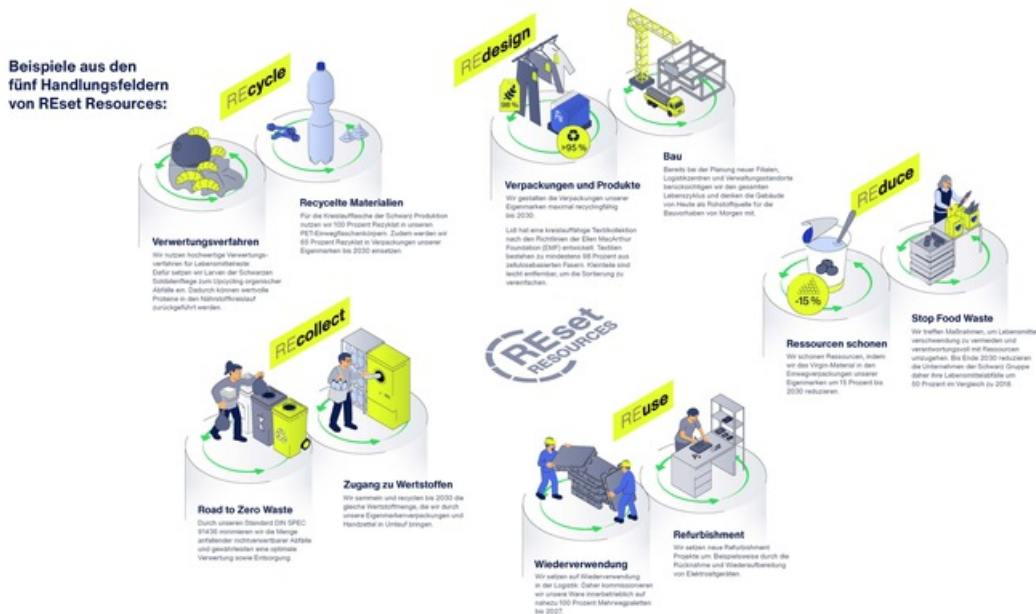 Beispiele aus den
fünf Handlungsfeldern
von REset Resources:
REcycle
Verwertungsverfahren
Wir nutzen hochwertige Verwertungs-
verfahren für Lebensmittelreste
Dafür setzen wir Larven der Schwarzen
Soldatenfliege zum Upcycling organischer
Abfälle ein. Dadurch können wertvolle
Proteine in den Nährstoffkreislauf
zurückgeführt werden.
Recycelte Materialien
Für die Kreislaufflasche der Schwarz Produktion
nutzen wir 100 Prozent Rezyklat in unseren
PET-Einwegflaschenkörpern. Zudem werden wir
65 Prozent Rezyklat in Verpackungen unserer
Eigenmarken bis 2030 einsetzen.
REdesign
98 %
>95 %
Verpackungen und Produkte
Wir gestalten die Verpackungen unserer
Eigenmarken maximal recyclingfähig
bis 2030.
Lidl hat eine kreislauffähige Textilkollektion
nach den Richtlinien der Ellen MacArthur
Foundation (EMF) entwickelt. Textilien
bestehen zu mindestens 98 Prozent aus
zellulosebasierten Fasern. Kleinteile sind
leicht entfernbar, um die Sortierung zu
vereinfachen.
Bau
Bereits bei der Planung neuer Filialen,
Logistikzentren und Verwaltungsstandorte
berücksichtigen wir den gesamten
Lebenszyklus und denken die Gebäude
von Heute als Rohstoffquelle für die
Bauvorhaben von Morgen mit.
REduce
-15 %
Ressourcen schonen
Wir schonen Ressourcen, indem
wir das Virgin-Material in den
Einwegverpackungen unserer
Eigenmarken um 15 Prozent bis
2030 reduzieren.
Stop Food Waste
Wir treffen Maßnahmen, um Lebensmittel
verschwendung zu vermeiden und
verantwortungsvoll mit Ressourcen
umzugehen. Bis Ende 2030 reduzieren
die Unternehmen der Schwarz Gruppe
daher ihre Lebensmittelabfälle um
50 Prozent im Vergleich zu 2018.
REset
RESOURCES
REcollect
Road to Zero Waste
Durch unseren Standard DIN SPEC
91436 minimieren wir die Menge
anfallender nichtverwertbarer Abfälle
und gewährleisten eine optimale
Verwertung sowie Entsorgung.
Zugang zu Wertstoffen
Wir sammeln und recyceln bis 2030 die
gleiche Wertstoffmenge, die wir durch
unsere Eigenmarkenverpackungen und
Handzettel in Umlauf bringen.
REuse
Wiederverwendung
Wir setzen auf Wiederverwendung
in der Logistik. Daher kommissionieren
wir unsere Ware innerbetrieblich auf
nahezu 100 Prozent Mehrwegpaletten
bis 2027.
Refurbishment
Wir setzen neue Refurbishment
Projekte um: Beispielsweise durch die
Rücknahme und Wiederaufbereitung
von Elektroaltgeräten.